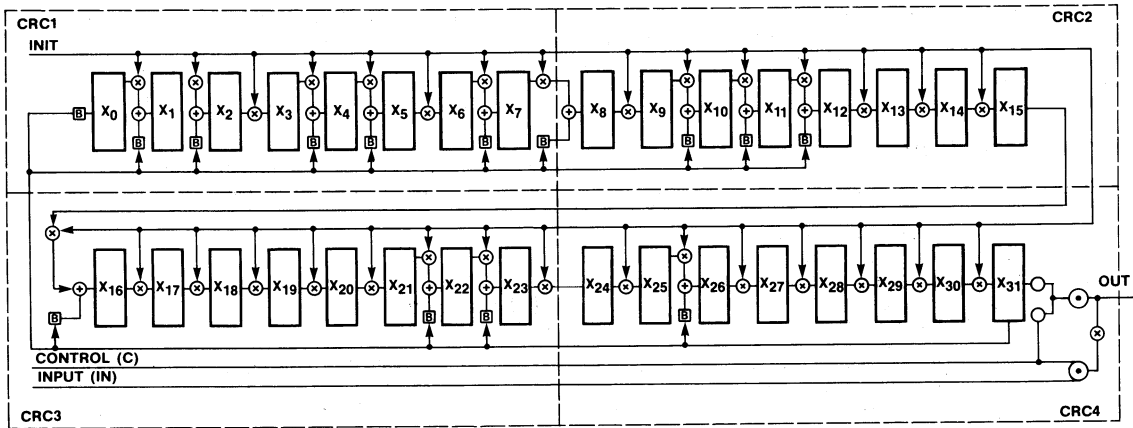 CRC1
CRC2
INIT
X0 X1 X2 X3 X4 X5 X6 X7 X8 X9 X10 X11 X12 X13 X14 X15
B
B B B B B B B B B
X16 X17 X18 X19 X20 X21 X22 X23 X24 X25 X26 X27 X28 X29 X30 X31
OUT
B B B B
CONTROL (C)
INPUT (IN)
CRC3
CRC4